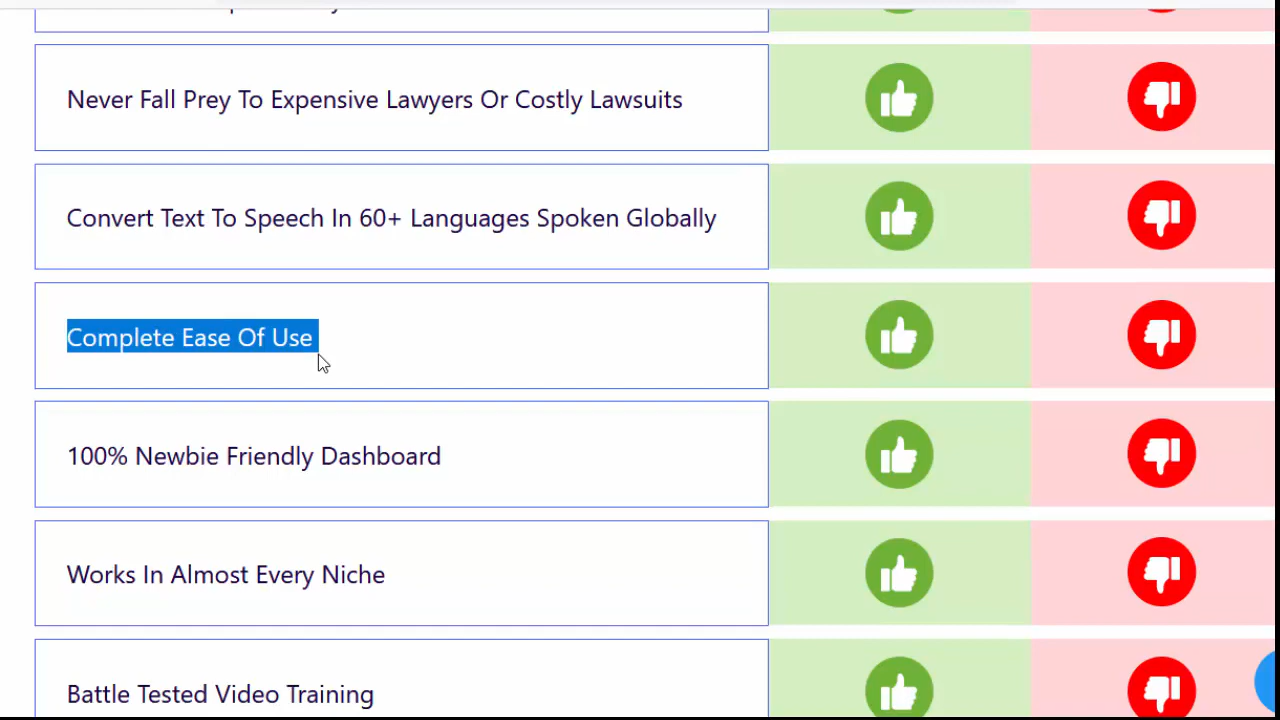 Never Fall Prey To Expensive Lawyers Or Costly Lawsuits
Convert Text To Speech In 60+ Languages Spoken Globally
Complete Ease Of Use
100% Newbie Friendly Dashboard
Works In Almost Every Niche
Battle Tested Video Training